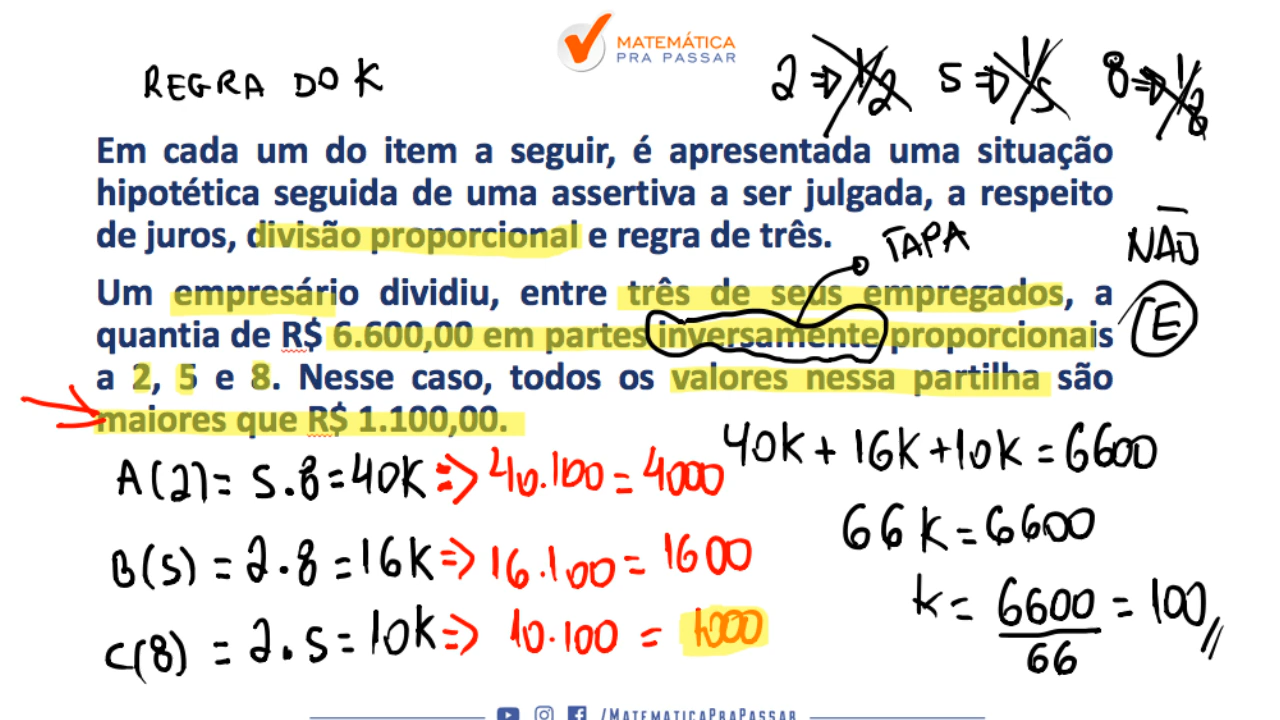 MATEMÁTICA
PRA PASSAR
REGRA DO K
2 => 1/2 5 => 1/5 8 => 1/8
Em cada um do item a seguir, é apresentada uma situação
hipotética seguida de uma assertiva a ser julgada, a respeito
de juros, divisão proporcional e regra de três.
TAPA
NÃO
E
Um empresário dividiu, entre três de seus empregados, a
quantia de R$ 6.600,00 em partes inversamente proporcionais
a 2, 5 e 8. Nesse caso, todos os valores nessa partilha são
maiores que R$ 1.100,00.
A(2) = 5.8 = 40K => 40.100 = 4000
B(5) = 2.8 = 16K => 16.100 = 1600
C(8) = 2.5 = 10K => 10.100 = 1000
40K + 16K + 10K = 6600
66K = 6600
K = 6600/66 = 100
/MATEMATICAPRAPASSAR